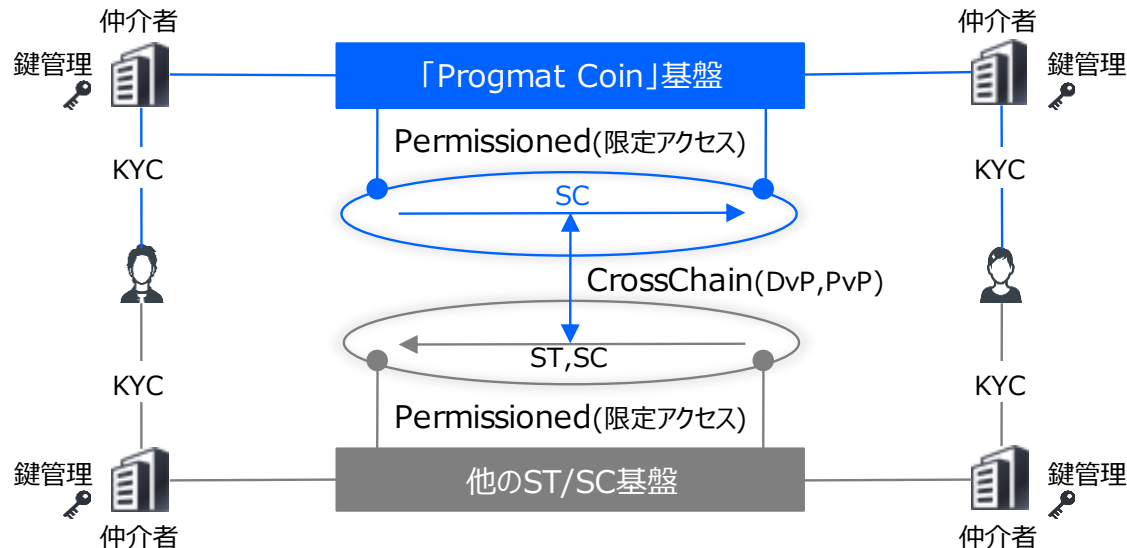 仲介者
仲介者
鍵管理
「Progmat Coin」基盤
鍵管理
Permissioned(限定アクセス)
KYC
KYC
SC
CrossChain(DvP,PvP)
ST,SC
KYC
KYC
Permissioned(限定アクセス)
鍵管理
他のST/SC基盤
鍵管理
仲介者
仲介者